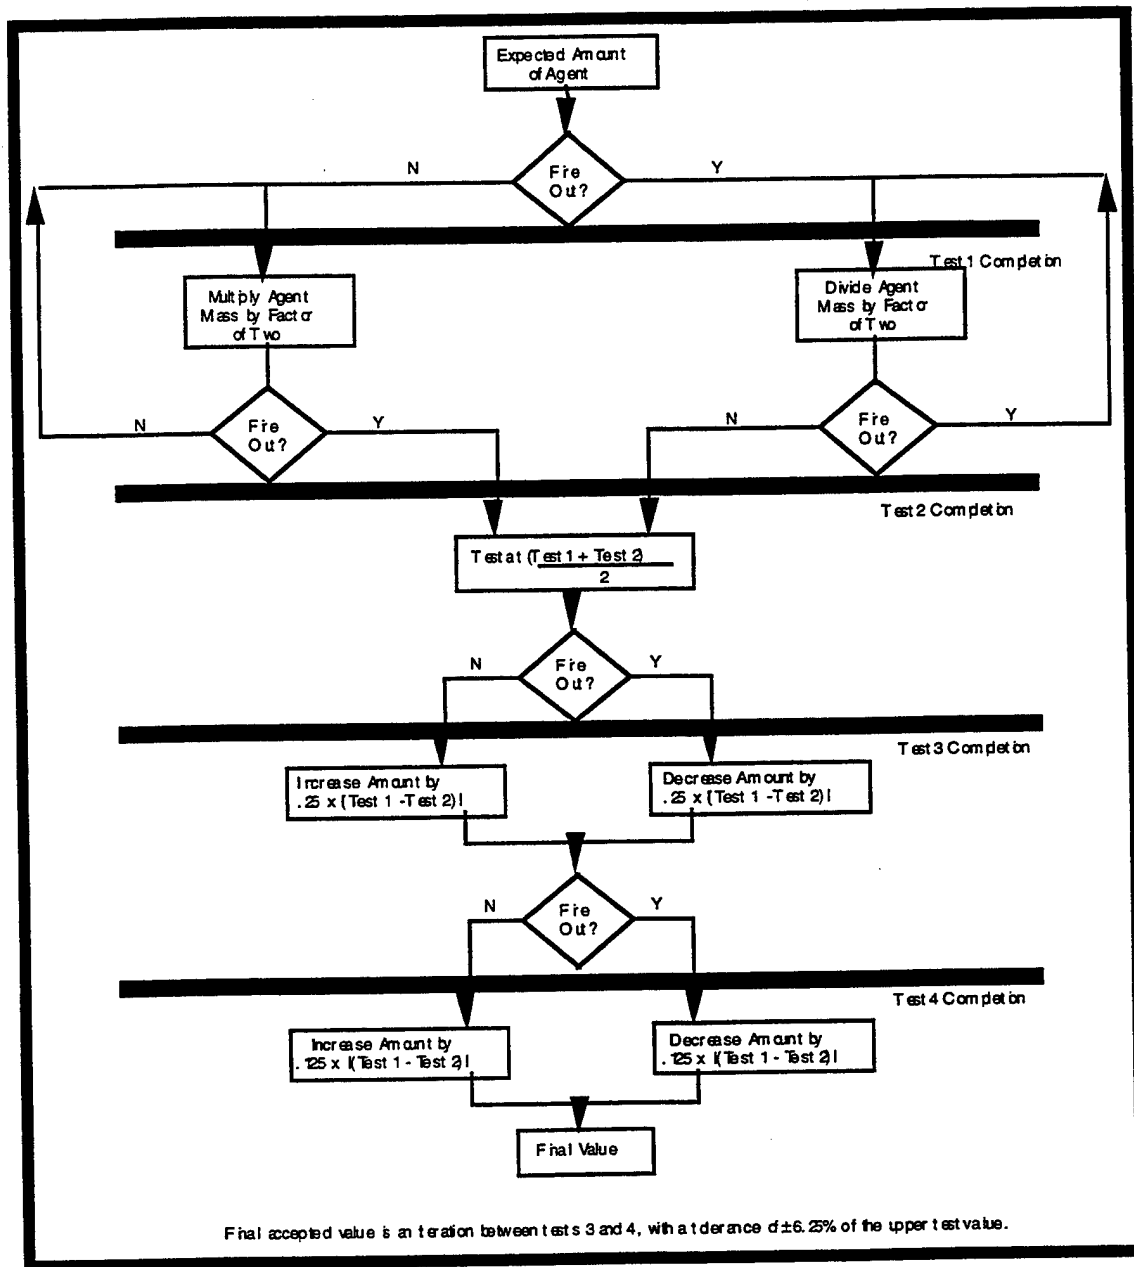 Expected Amount
of Agent
Fire
Out?
N
Y
Test 1 Completion
Multiply Agent
Mass by Factor
of Two
Divide Agent
Mass by Factor
of Two
Fire
Out?
N
Y
Fire
Out?
N
Y
Test 2 Completion
Test at (Test 1 + Test 2)
2
Fire
Out?
N
Y
Test 3 Completion
Increase Amount by
.25 x |(Test 1 - Test 2)|
Decrease Amount by
.25 x |(Test 1 - Test 2)|
Fire
Out?
N
Y
Test 4 Completion
Increase Amount by
.125 x |(Test 1 - Test 2)|
Decrease Amount by
.125 x |(Test 1 - Test 2)|
Final Value
Final accepted value is an iteration between tests 3 and 4, with a tolerance of ±6.25% of the upper test value.